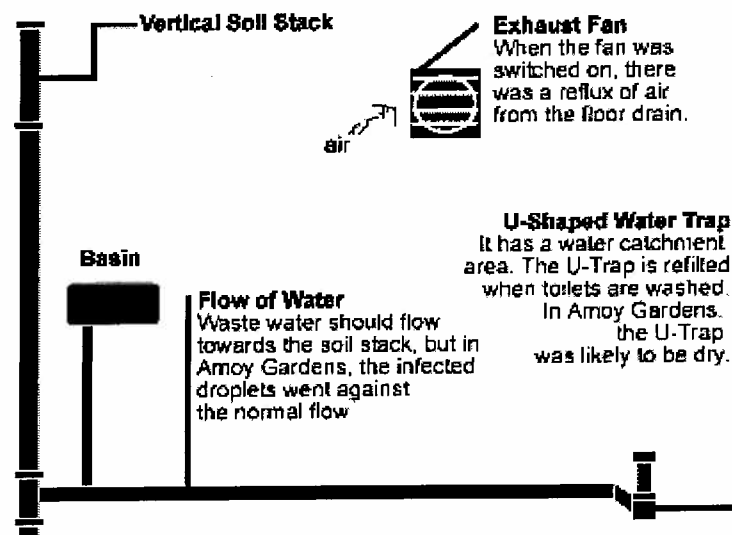 Vertical Soil Stack
Exhaust Fan
When the fan was
switched on, there
was a reflux of air
from the floor drain.
air
U-Shaped Water Trap
It has a water catchment
area. The U-Trap is refilled
when toilets are washed.
In Amoy Gardens.
the U-Trap
was likely to be dry.
Basin
Flow of Water
Waste water should flow
towards the soil stack, but in
Amoy Gardens, the infected
droplets went against
the normal flow